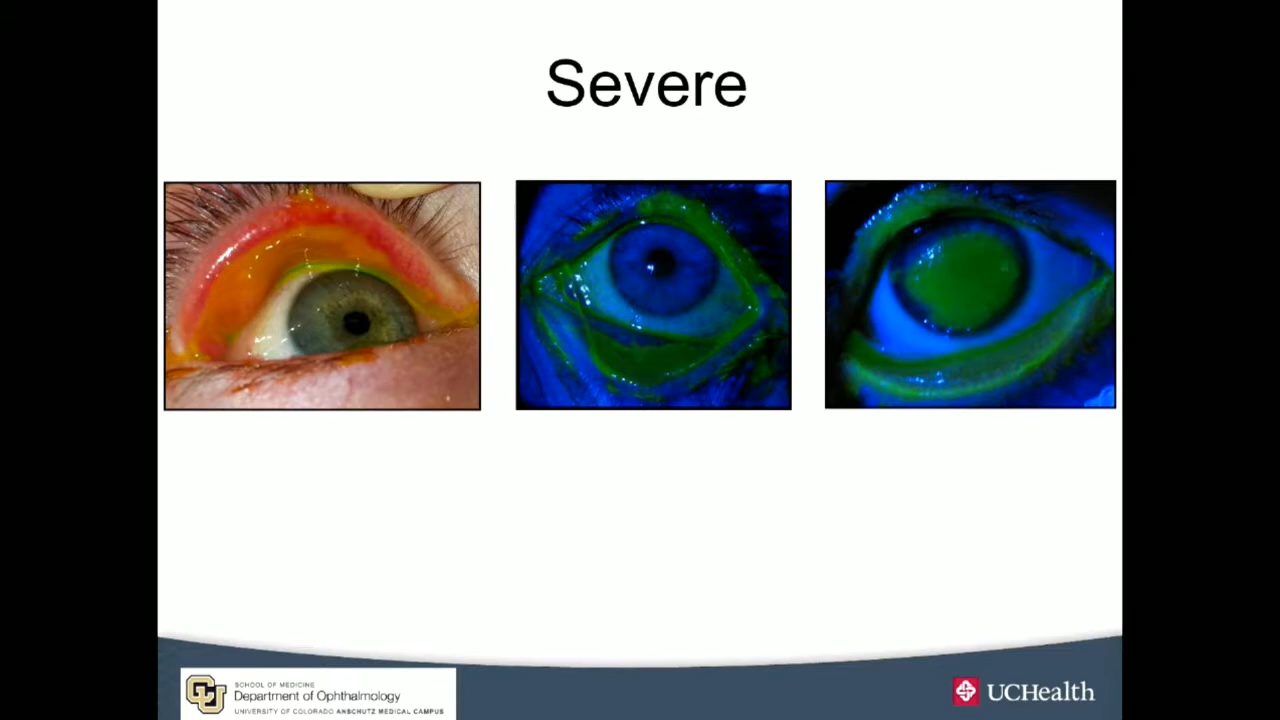 Severe
SCHOOL OF MEDICINE
Department of Ophthalmology
UNIVERSITY OF COLORADO ANSCHUTZ MEDICAL CAMPUS
UCHealth